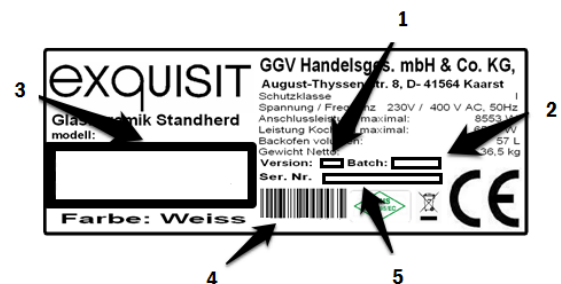 1
3
2
exquisit
Glaskeramik Standherd
modell:
Farbe: Weiss
GGV Handelsges. mbH & Co. KG,
August-Thyssen-Str. 8, D- 41564 Kaarst
Schutzklasse I
Spannung / Frequenz 230V / 400 V AC, 50Hz
Anschlussleistung maximal: 8553 W
Leistung maximal: W
Backofen volumen: 57 L
Gewicht Netto: 36,5 kg
Version: Batch:
Ser. Nr.
CE
4
5